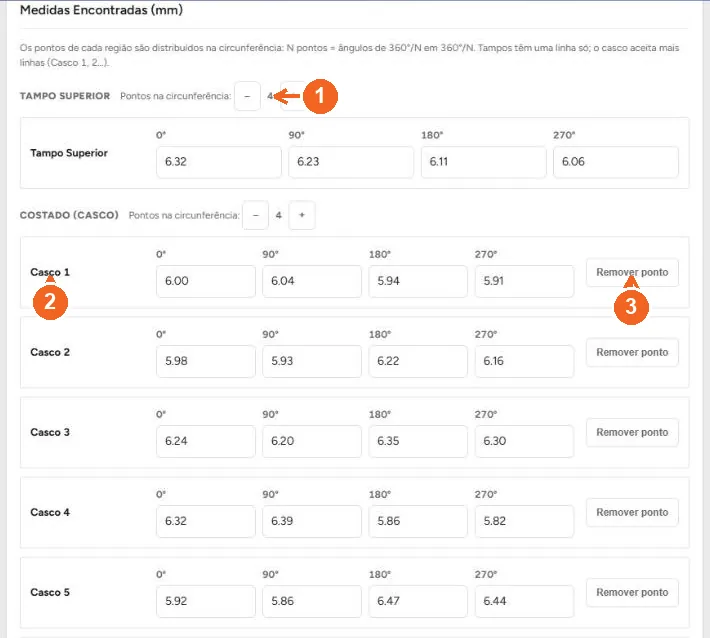 Medidas Encontradas (mm)
Os pontos de cada região são distribuídos na circunferência: N pontos = ângulos de 360°/N em 360°/N. Tampos têm uma linha só; o casco aceita mais
linhas (Casco 1, 2...).
TAMPO SUPERIOR Pontos na circunferência: − 4 1
0° 90° 180° 270°
Tampo Superior 6.32 6.23 6.11 6.06
COSTADO (CASCO) Pontos na circunferência: − 4 +
0° 90° 180° 270°
Casco 1 6.00 6.04 5.94 5.91 Remover ponto
2 3
0° 90° 180° 270°
Casco 2 5.98 5.93 6.22 6.16 Remover ponto
0° 90° 180° 270°
Casco 3 6.24 6.20 6.35 6.30 Remover ponto
0° 90° 180° 270°
Casco 4 6.32 6.39 5.86 5.82 Remover ponto
0° 90° 180° 270°
Casco 5 5.92 5.86 6.47 6.44 Remover ponto